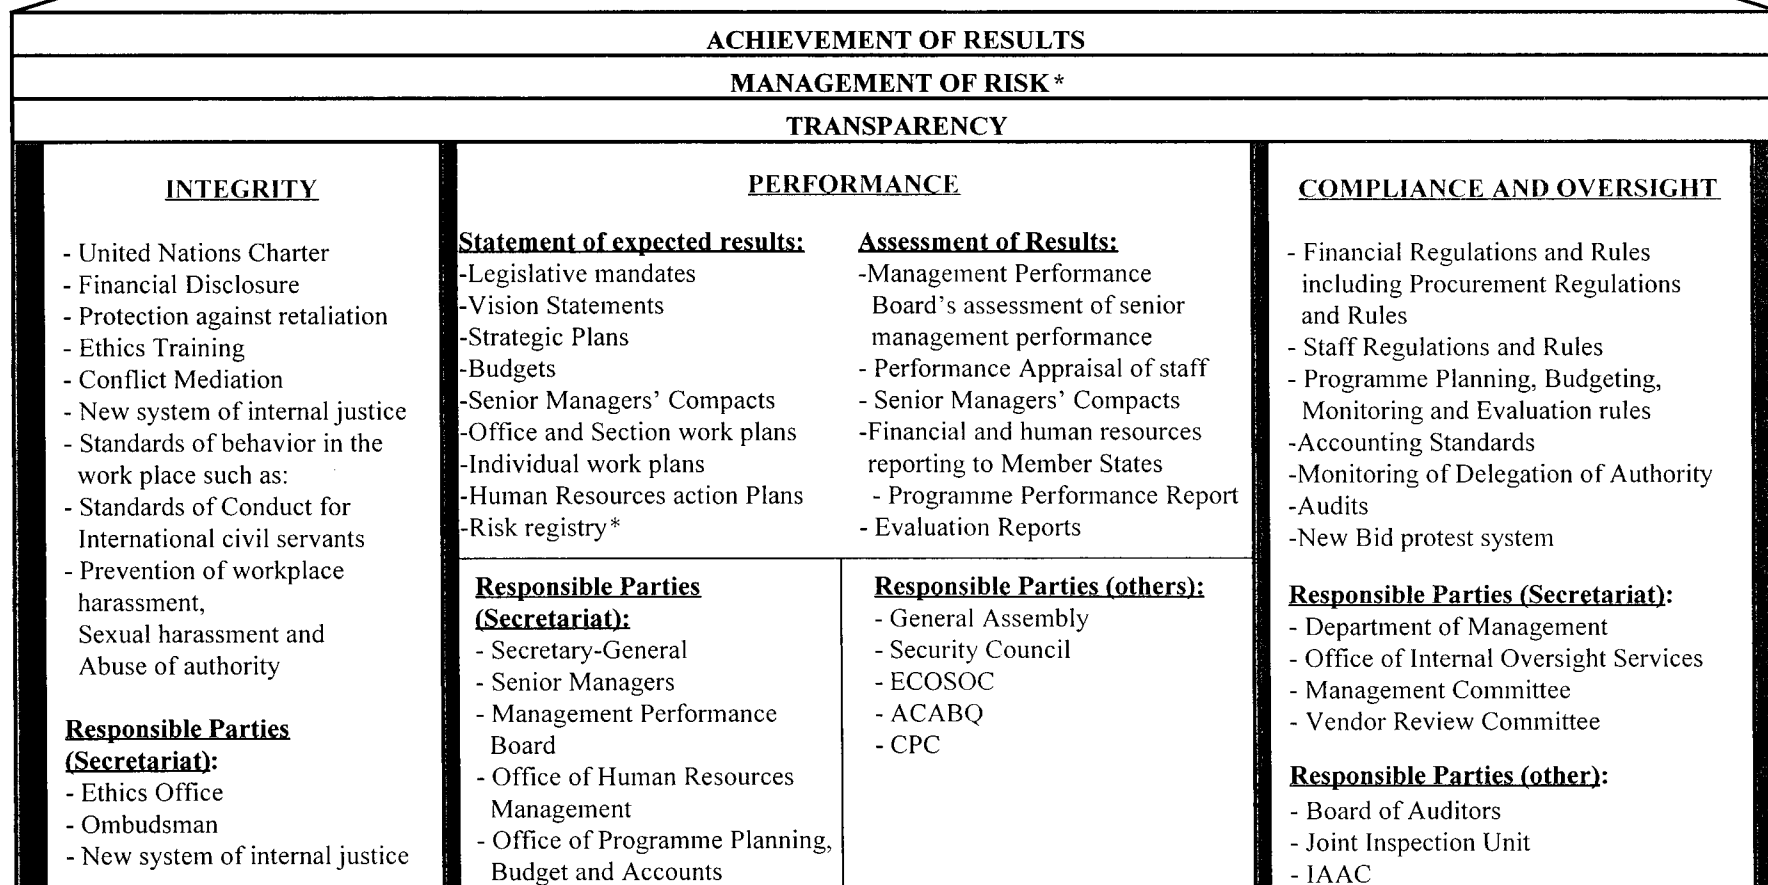 ACHIEVEMENT OF RESULTS
MANAGEMENT OF RISK*
TRANSPARENCY
INTEGRITY
- United Nations Charter
- Financial Disclosure
- Protection against retaliation
- Ethics Training
- Conflict Mediation
- New system of internal justice
- Standards of behavior in the
work place such as:
- Standards of Conduct for
International civil servants
- Prevention of workplace
harassment,
Sexual harassment and
Abuse of authority
Responsible Parties
(Secretariat):
- Ethics Office
- Ombudsman
- New system of internal justice
PERFORMANCE
Statement of expected results:
-Legislative mandates
-Vision Statements
-Strategic Plans
-Budgets
-Senior Managers' Compacts
-Office and Section work plans
-Individual work plans
-Human Resources action Plans
-Risk registry*
Assessment of Results:
-Management Performance
Board's assessment of senior
management performance
- Performance Appraisal of staff
- Senior Managers' Compacts
-Financial and human resources
reporting to Member States
- Programme Performance Report
- Evaluation Reports
Responsible Parties
(Secretariat):
- Secretary-General
- Senior Managers
- Management Performance
Board
- Office of Human Resources
Management
- Office of Programme Planning,
Budget and Accounts
Responsible Parties (others):
- General Assembly
- Security Council
- ECOSOC
- ACABQ
- CPC
COMPLIANCE AND OVERSIGHT
- Financial Regulations and Rules
including Procurement Regulations
and Rules
- Staff Regulations and Rules
- Programme Planning, Budgeting,
Monitoring and Evaluation rules
-Accounting Standards
-Monitoring of Delegation of Authority
-Audits
-New Bid protest system
Responsible Parties (Secretariat):
- Department of Management
- Office of Internal Oversight Services
- Management Committee
- Vendor Review Committee
Responsible Parties (other):
- Board of Auditors
- Joint Inspection Unit
- IAAC